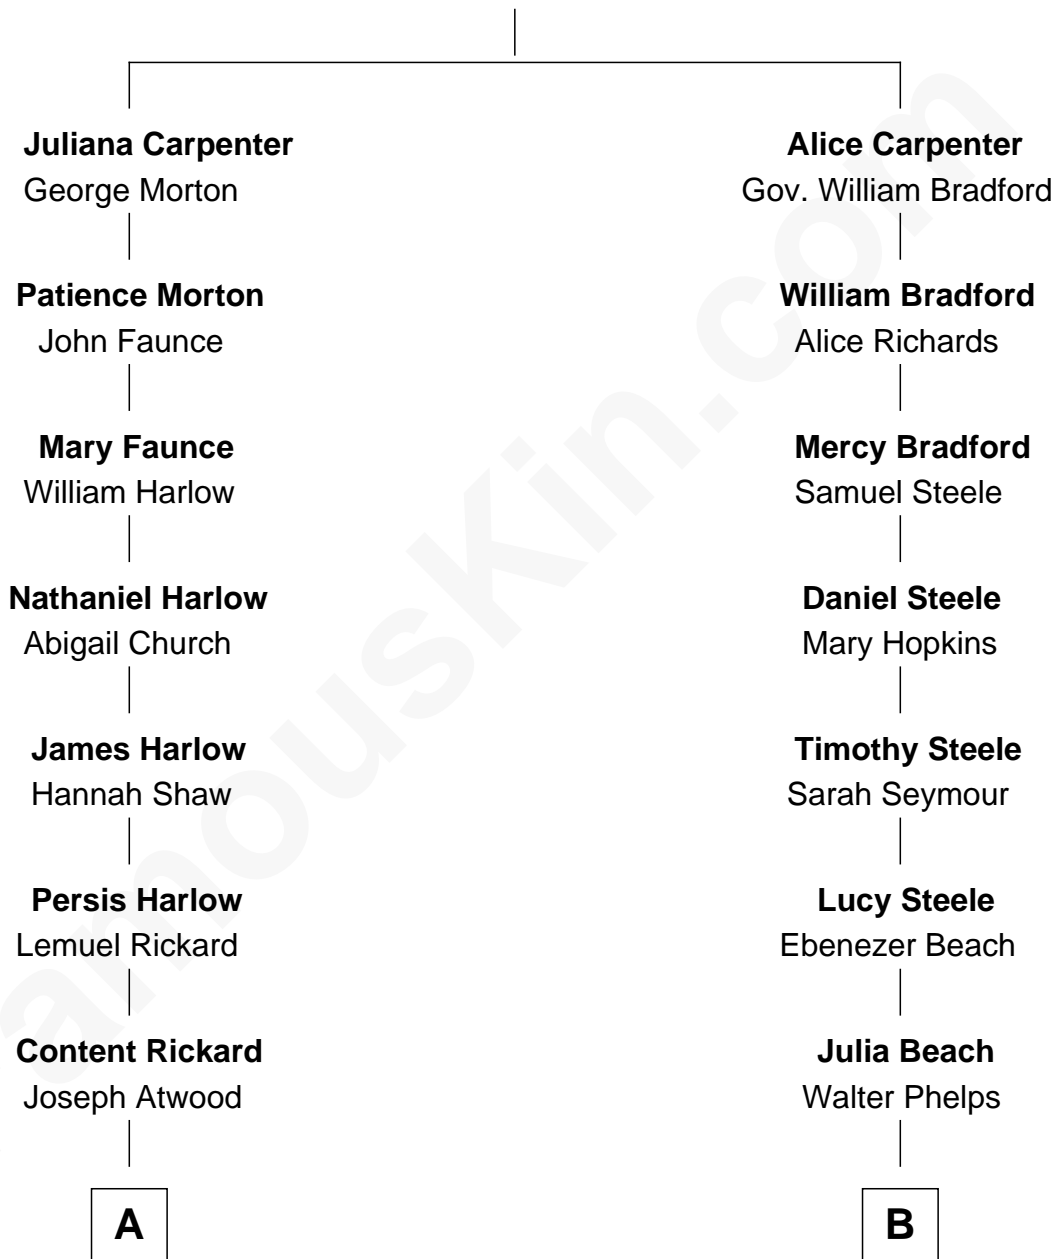 Juliana Carpenter
George Morton
Patience Morton
John Faunce
Mary Faunce
William Harlow
Nathaniel Harlow
Abigail Church
James Harlow
Hannah Shaw
Persis Harlow
Lemuel Rickard
Content Rickard
Joseph Atwood
A
Alice Carpenter
Gov. William Bradford
William Bradford
Alice Richards
Mercy Bradford
Samuel Steele
Daniel Steele
Mary Hopkins
Timothy Steele
Sarah Seymour
Lucy Steele
Ebenezer Beach
Julia Beach
Walter Phelps
B
amousKin.com